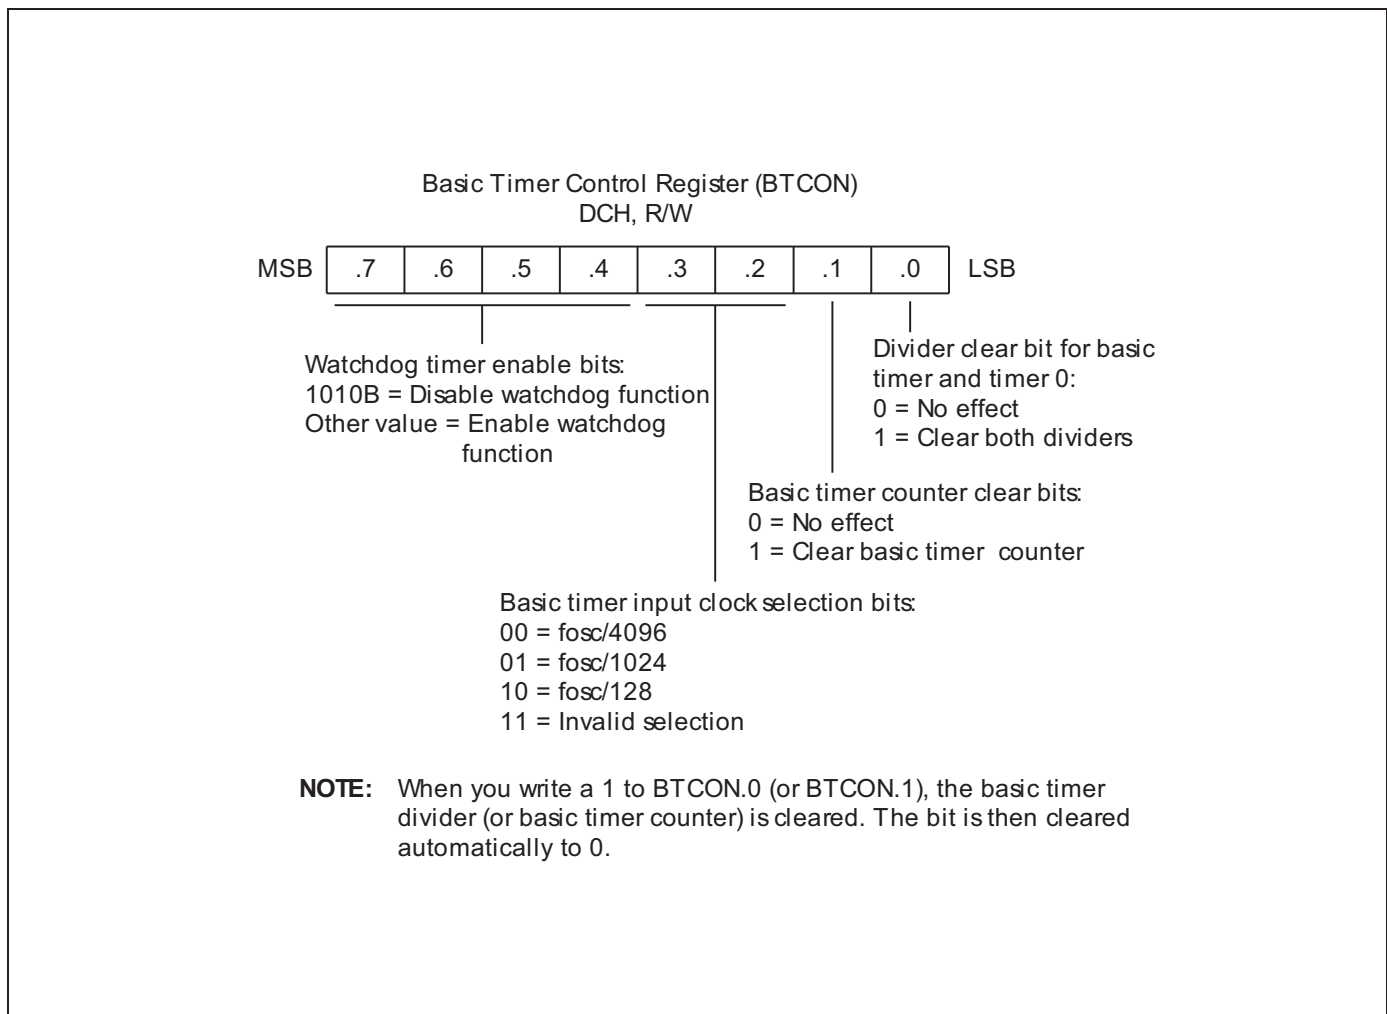 Basic Timer Control Register (BTCON)
DCH, R/W
MSB .7 .6 .5 .4 .3 .2 .1 .0 LSB
Watchdog timer enable bits:
1010B = Disable watchdog function
Other value = Enable watchdog
function
Divider clear bit for basic
timer and timer 0:
0 = No effect
1 = Clear both dividers
Basic timer counter clear bits:
0 = No effect
1 = Clear basic timer counter
Basic timer input clock selection bits:
00 = fosc/4096
01 = fosc/1024
10 = fosc/128
11 = Invalid selection
NOTE: When you write a 1 to BTCON.0 (or BTCON.1), the basic timer
divider (or basic timer counter) is cleared. The bit is then cleared
automatically to 0.